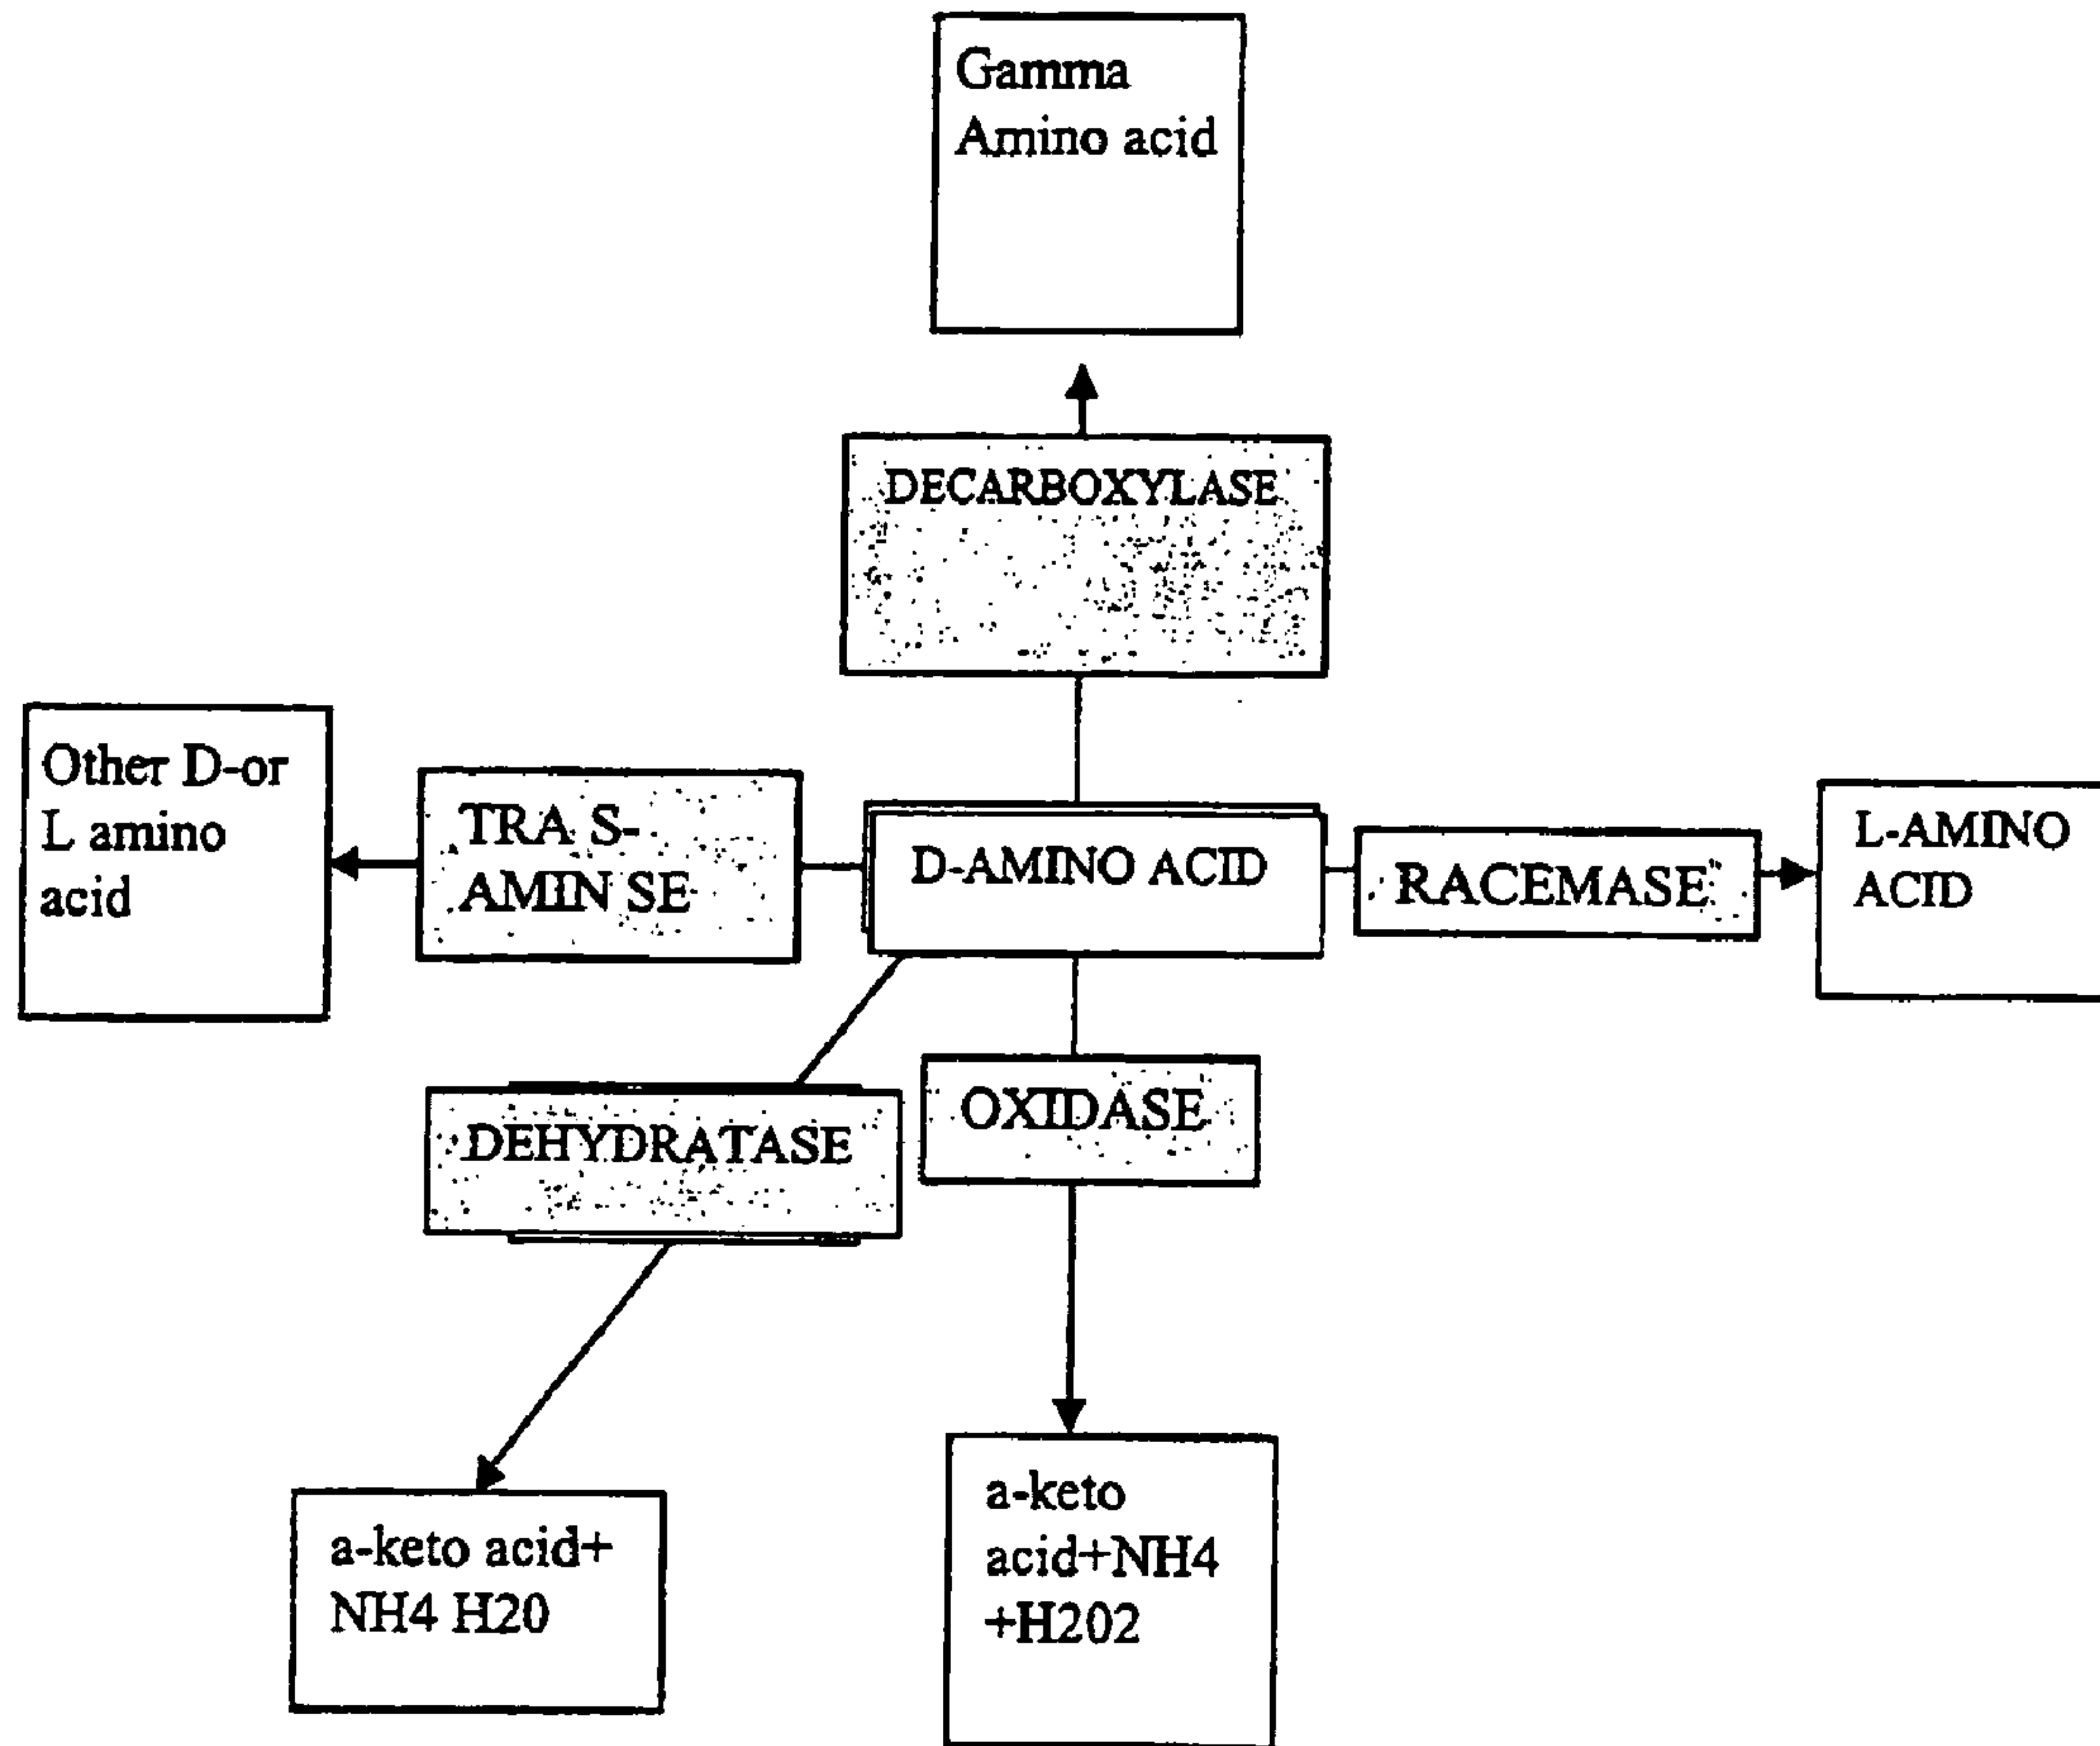 Gamma
Amino acid
DECARBOXYLASE
Other D-or
L amino
acid
TRA S-
AMIN SE
D-AMINO ACID
RACEMASE
L-AMINO
ACID
DEHYDRATASE
OXIDASE
a-keto acid+
NH4 H20
a-keto
acid+NH4
+H202